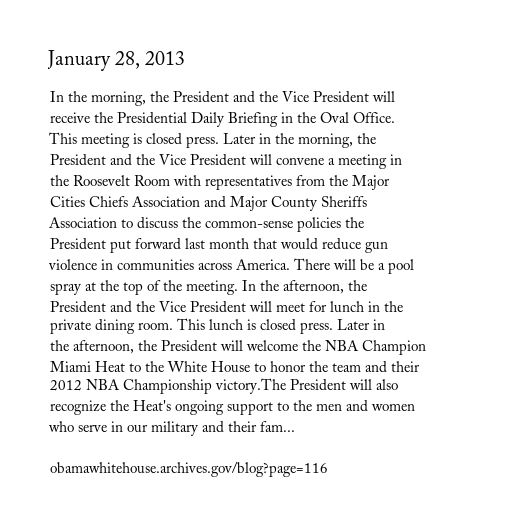 January 28, 2013
In the morning, the President and the Vice President will
receive the Presidential Daily Briefing in the Oval Office.
This meeting is closed press. Later in the morning, the
President and the Vice President will convene a meeting in
the Roosevelt Room with representatives from the Major
Cities Chiefs Association and Major County Sheriffs
Association to discuss the common-sense policies the
President put forward last month that would reduce gun
violence in communities across America. There will be a pool
spray at the top of the meeting. In the afternoon, the
President and the Vice President will meet for lunch in the
private dining room. This lunch is closed press. Later in
the afternoon, the President will welcome the NBA Champion
Miami Heat to the White House to honor the team and their
2012 NBA Championship victory.The President will also
recognize the Heat's ongoing support to the men and women
who serve in our military and their fam...
obamawhitehouse.archives.gov/blog?page=116